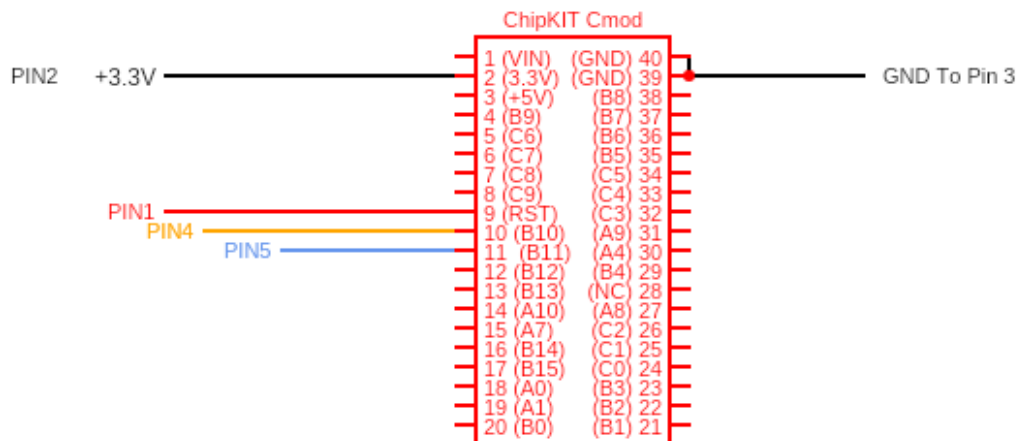 ChipKIT Cmod
1 (VIN) (GND) 40
PIN2 +3.3V 2 (3.3V) (GND) 39 GND To Pin 3
3 (+5V) (B8) 38
4 (B9) (B7) 37
5 (C6) (B6) 36
6 (C7) (B5) 35
7 (C8) (C5) 34
8 (C9) (C4) 33
PIN1 9 (RST) (C3) 32
PIN4 10 (B10) (A9) 31
PIN5 11 (B11) (A4) 30
12 (B12) (B4) 29
13 (B13) (NC) 28
14 (A10) (A8) 27
15 (A7) (C2) 26
16 (B14) (C1) 25
17 (B15) (C0) 24
18 (A0) (B3) 23
19 (A1) (B2) 22
20 (B0) (B1) 21